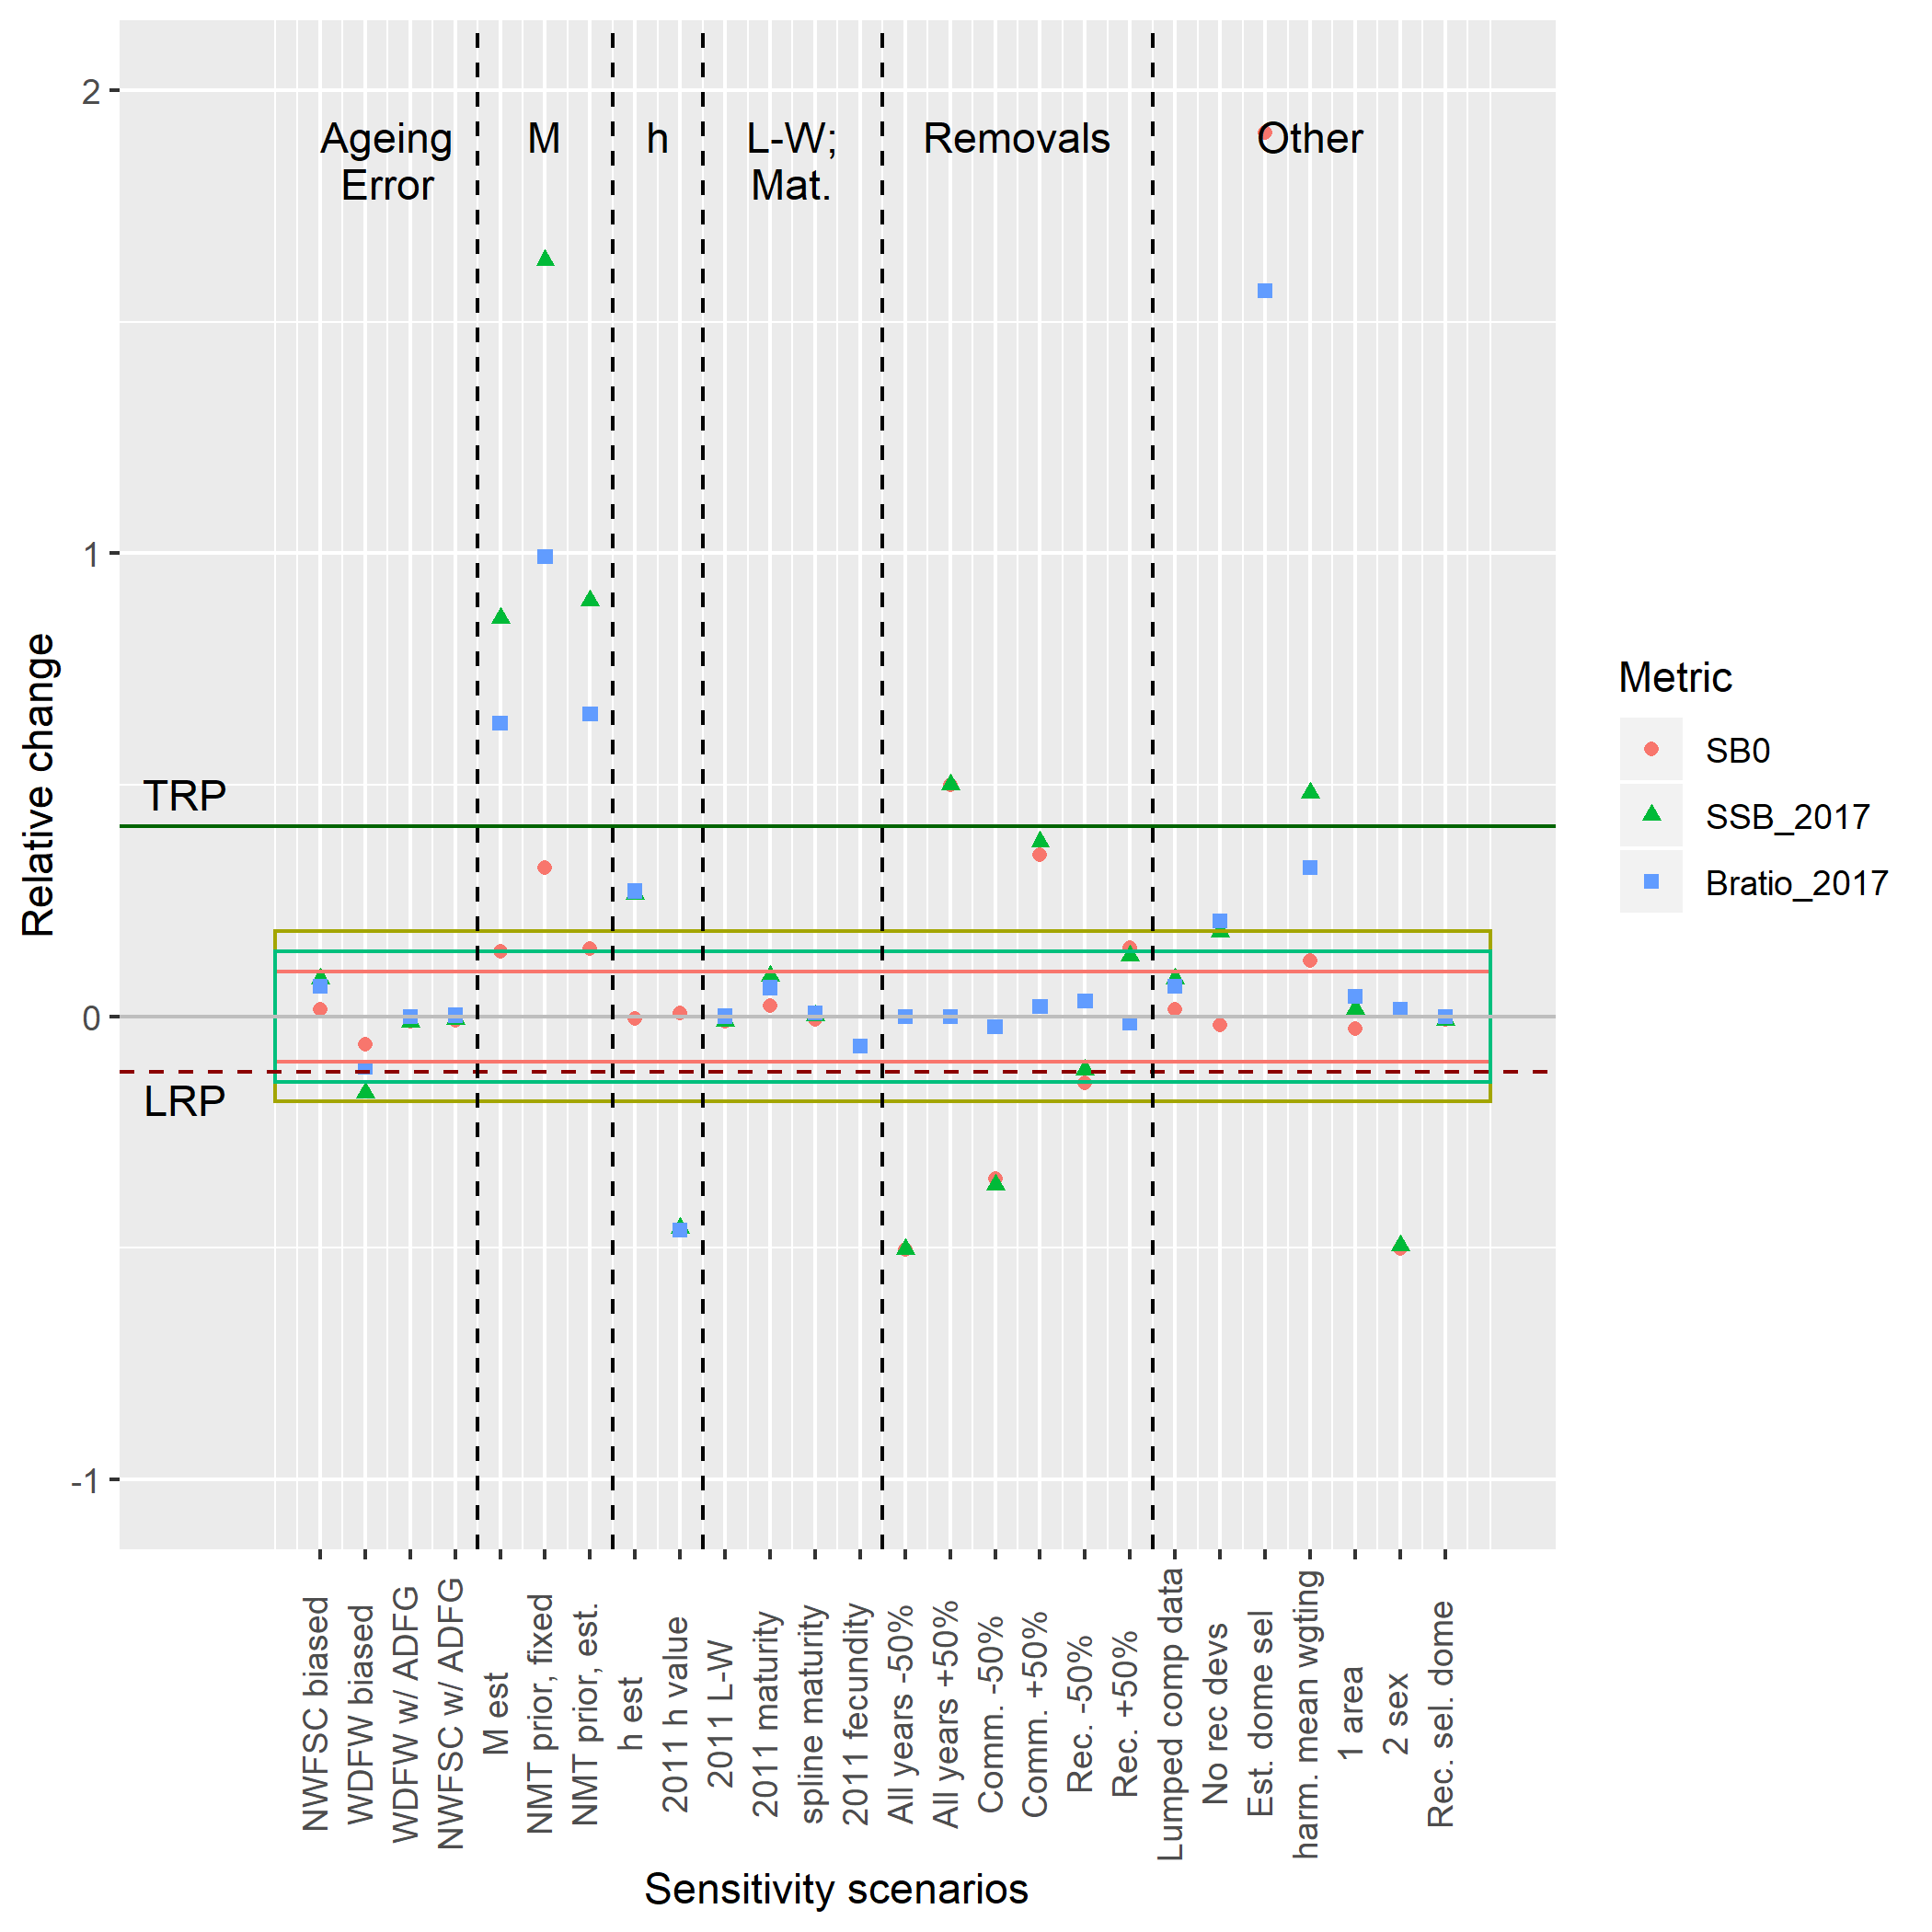 2
1
0
-1
Relative change
Ageing
Error
M
h
L-W;
Mat.
Removals
Other
TRP
LRP
NWFSC biased
WDFW biased
WDFW w/ ADFG
NWFSC w/ ADFG
M est
NMT prior, fixed
NMT prior, est.
h est
2011 h value
2011 L-W
2011 maturity
spline maturity
2011 fecundity
All years -50%
All years +50%
Comm. -50%
Comm. +50%
Rec. -50%
Rec. +50%
Lumped comp data
No rec devs
Est. dome sel
harm. mean wgting
1 area
2 sex
Rec. sel. dome
Sensitivity scenarios
Metric
SB0
SSB_2017
Bratio_2017